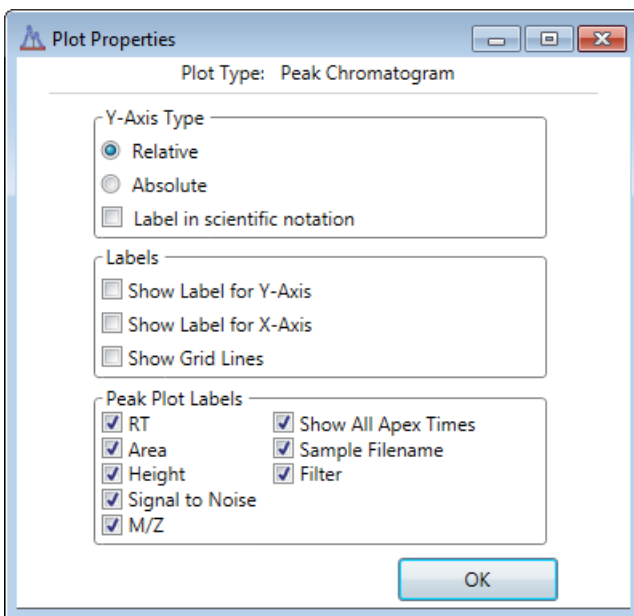 Plot Properties
Plot Type: Peak Chromatogram
Y-Axis Type
Relative
Absolute
Label in scientific notation
Labels
Show Label for Y-Axis
Show Label for X-Axis
Show Grid Lines
Peak Plot Labels
RT
Show All Apex Times
Area
Sample Filename
Height
Filter
Signal to Noise
M/Z
OK